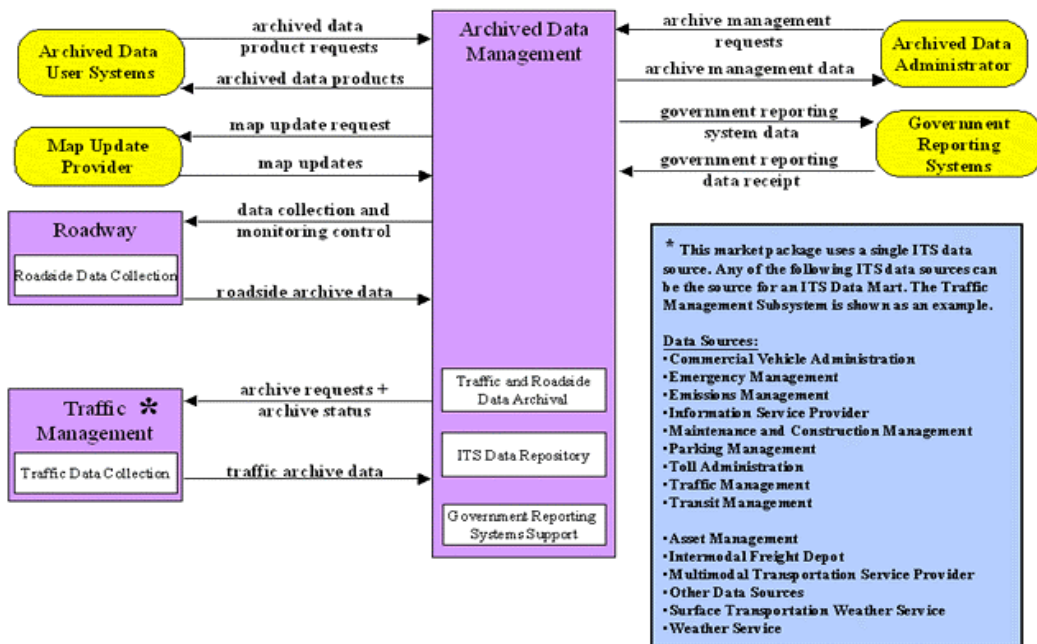 archived data
product requests
Archived Data
User Systems
archived data products
map update request
Map Update
Provider
map updates
Roadway
Roadside Data Collection
data collection and
monitoring control
roadside archive data
Traffic *
Management
Traffic Data Collection
archive requests +
archive status
traffic archive data
Archived Data
Management
Traffic and Roadside
Data Archival
ITS Data Repository
Government Reporting
Systems Support
archive management
requests
Archived Data
Administrator
archive management data
government reporting
system data
Government
Reporting
Systems
government reporting
data receipt
* This market package uses a single ITS data
source. Any of the following ITS data sources can
be the source for an ITS Data Mart. The Traffic
Management Subsystem is shown as an example.
Data Sources:
•Commercial Vehicle Administration
•Emergency Management
•Emissions Management
•Information Service Provider
•Maintenance and Construction Management
•Parking Management
•Toll Administration
•Traffic Management
•Transit Management
•Asset Management
•Intermodal Freight Depot
•Multimodal Transportation Service Provider
•Other Data Sources
•Surface Transportation Weather Service
•Weather Service